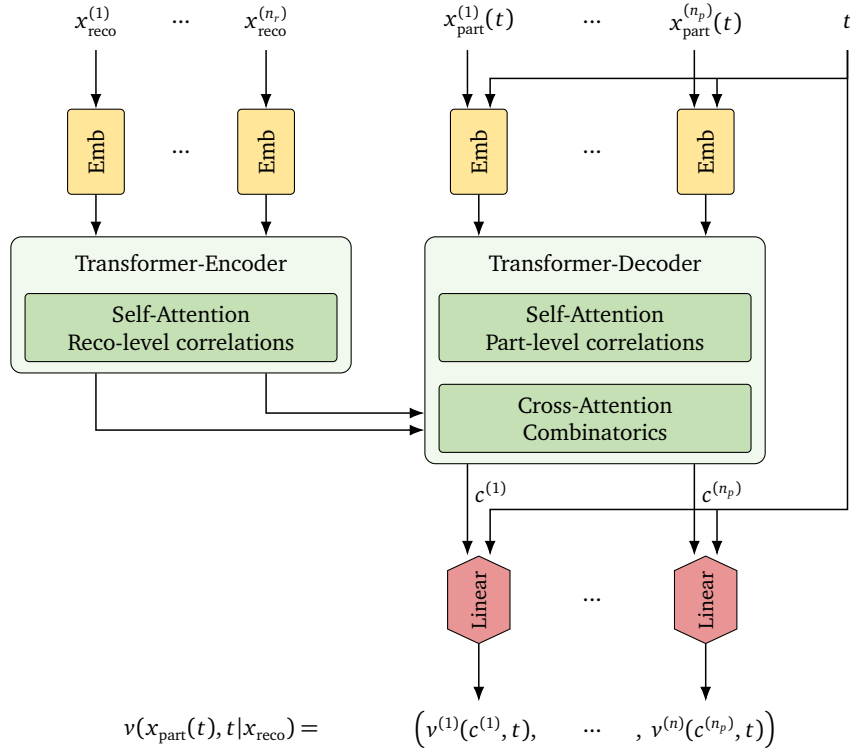 x_reco^(1) ... x_reco^(n_r) x_part^(1)(t) ... x_part^(n_p)(t) t
Emb ... Emb Emb ... Emb
Transformer-Encoder
Self-Attention
Reco-level correlations
Transformer-Decoder
Self-Attention
Part-level correlations
Cross-Attention
Combinatorics
c^(1) c^(n_p)
Linear ... Linear
v(x_part(t), t|x_reco) = (v^(1)(c^(1), t), ... , v^(n)(c^(n_p), t))